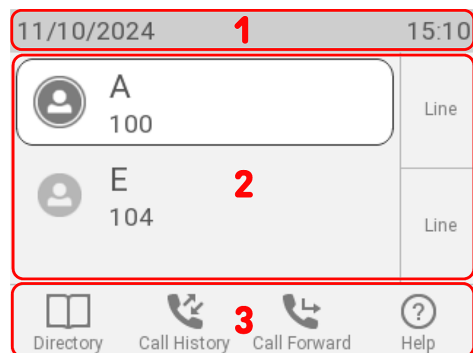 11/10/2024 1 15:10
A
100
Line
E
104
2
Line
3
Directory Call History Call Forward Help